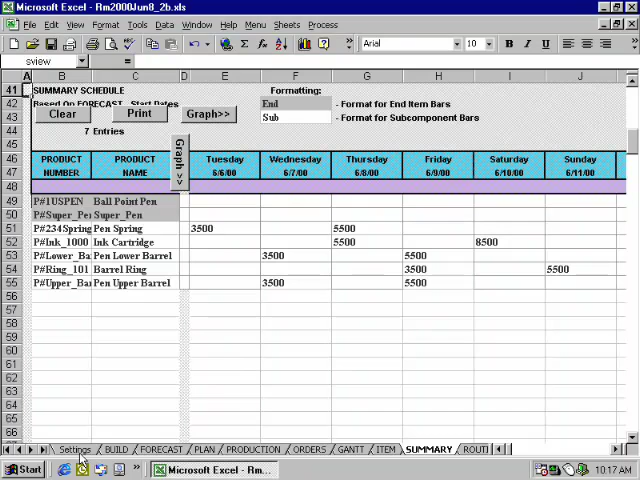 Microsoft Excel - Rm2000Jun8_2b.xls
File Edit View Format Tools Data Window Sheets Process
Arial 10 B I U
sview =
A B C D E F G H I J
41 SUMMARY SCHEDULE Formatting:
42 Based On FORECAST Start Dates End - Format for End Item Bars
43 Clear Print Graph>> Sub - Format for Subcomponent Bars
44 7 Entries
45
Graph >>
46 PRODUCT PRODUCT Tuesday Wednesday Thursday Friday Saturday Sunday
47 NUMBER NAME 6/6/00 6/7/00 6/8/00 6/9/00 6/10/00 6/11/00
48
49 P#1USPEN Ball Point Pen
50 P#Super_Pen Super_Pen
51 P#234Spring Pen Spring 3500 5500
52 P#Ink_1000 Ink Cartridge 5500 8500
53 P#Lower_Ba Pen Lower Barrel 3500 5500
54 P#Ring_101 Barrel Ring 3500 5500
55 P#Upper_Bar Pen Upper Barrel 3500 5500
56
57
58
59
60
61
62
63
64
65
66
Settings BUILD FORECAST PLAN PRODUCTION ORDERS GANTT ITEM SUMMARY ROUTI
Start Microsoft Excel - Rm... 10:17 AM